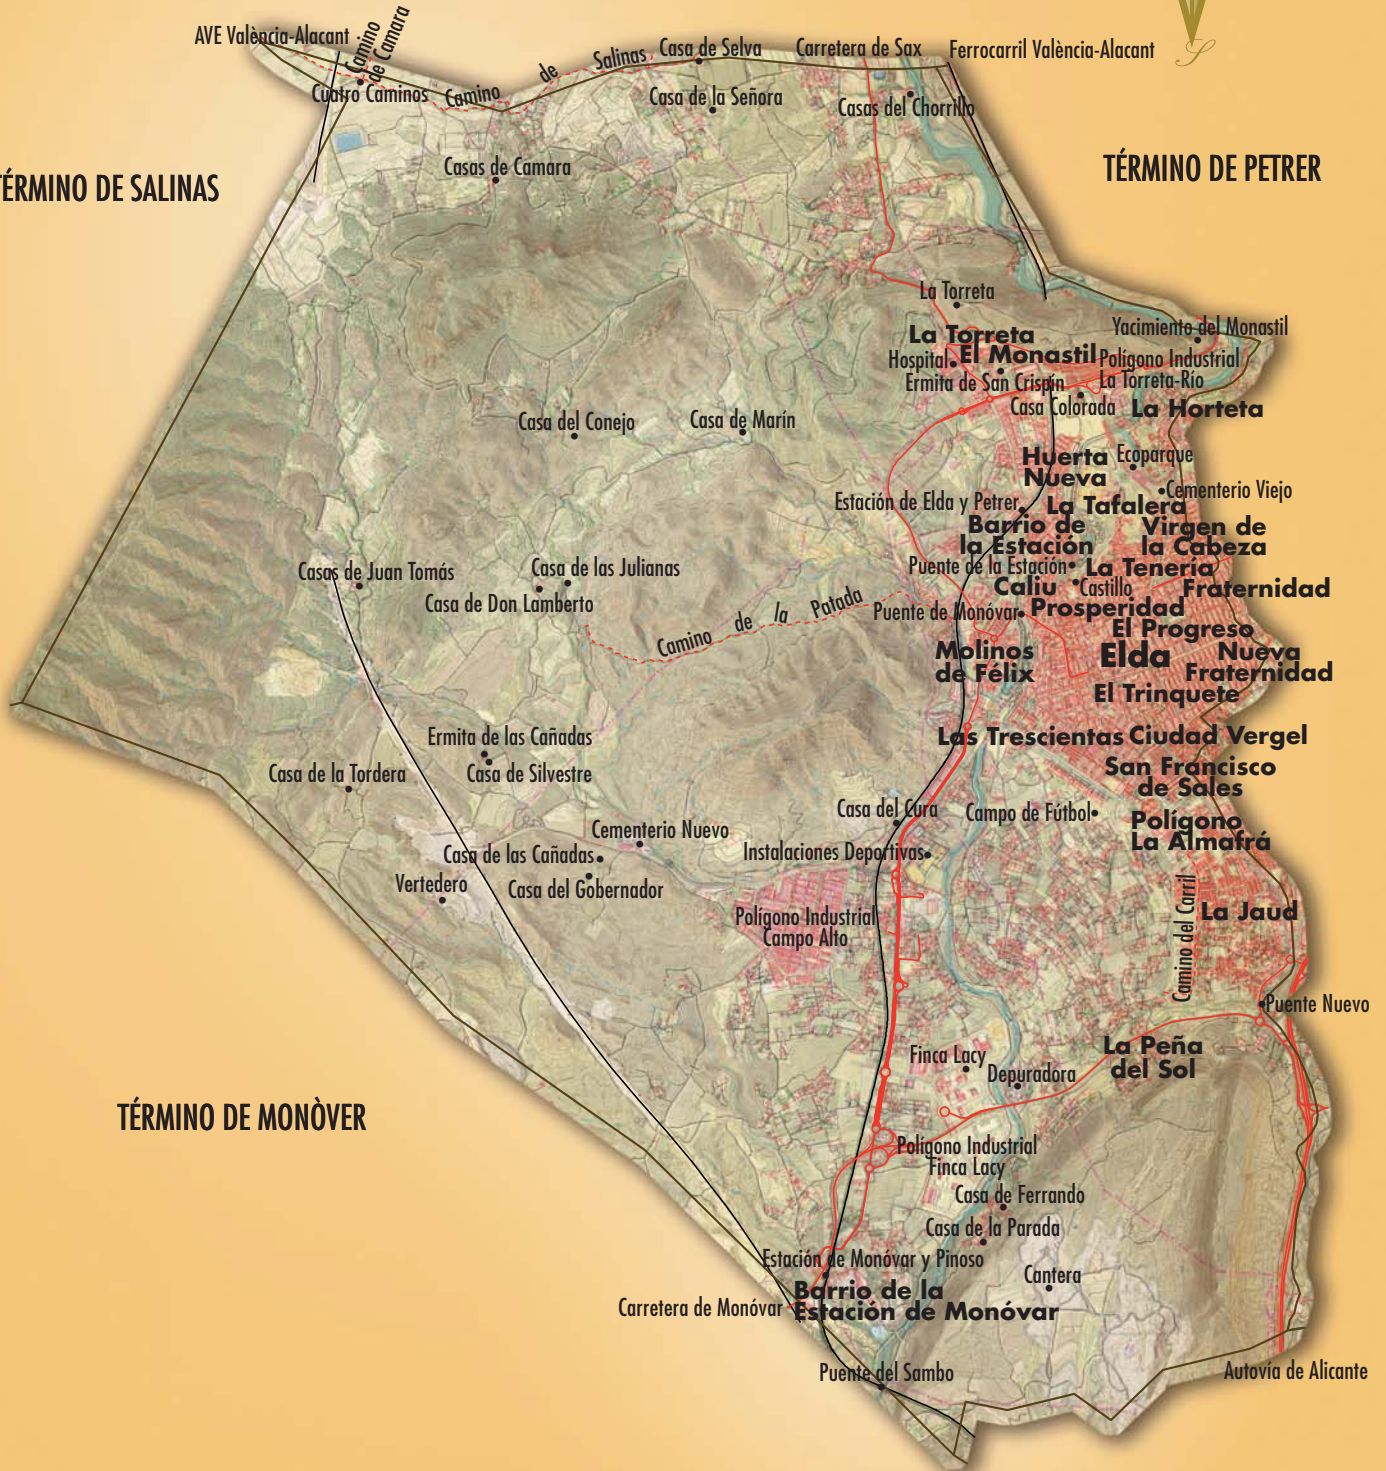 AVE València-Alacant
Camino
de Camara
Cuatro Caminos
Camino de Salinas
Casa de Selva
Carretera de Sax
Ferrocarril València-Alacant
S
Casa de la Señora
Casas del Chorrillo
Casas de Camara
TÉRMINO DE SALINAS
TÉRMINO DE PETRER
La Torreta
Yacimiento del Monastil
La Torreta
El Monastil
Hospital
Polígono Industrial
La Torreta-Río
Ermita de San Crispín
Casa Colorada
La Horteta
Casa del Conejo
Casa de Marín
Huerta
Nueva
Ecoparque
Cementerio Viejo
Estación de Elda y Petrer
La Tafalera
Barrio de
la Estación
Virgen de
la Cabeza
Puente de la Estación
La Tenería
Casas de Juan Tomás
Casa de las Julianas
Casa de Don Lamberto
Caliu
Castillo
Fraternidad
Camino de la Patada
Puente de Monóvar
Prosperidad
El Progreso
Molinos
de Félix
Elda
Nueva
Fraternidad
El Trinquete
Ermita de las Cañadas
Casa de Silvestre
Las Trescientas
Ciudad Vergel
Casa de la Tordera
San Francisco
de Sales
Casa del Cura
Campo de Fútbol
Polígono
La Almafrá
Cementerio Nuevo
Instalaciones Deportivas
Casa de las Cañadas
Vertedero
Casa del Gobernador
Polígono Industrial
Campo Alto
Camino del Carril
La Jaud
Puente Nuevo
Finca Lacy
Depuradora
La Peña
del Sol
TÉRMINO DE MONÒVER
Polígono Industrial
Finca Lacy
Casa de Ferrando
Casa de la Parada
Estación de Monóvar y Pinoso
Cantera
Barrio de la
Estación de Monóvar
Carretera de Monóvar
Puente del Sambo
Autovía de Alicante